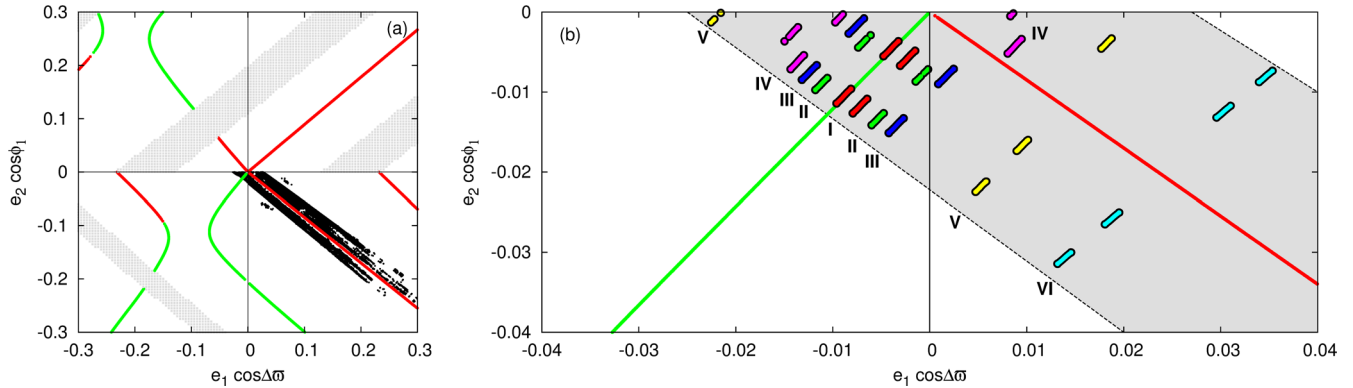 (a)
0.3
0.2
0.1
0
-0.1
-0.2
-0.3
e2 cosϕ1
-0.3 -0.2 -0.1 0 0.1 0.2 0.3
e1 cosΔϖ
(b)
0
-0.01
-0.02
-0.03
-0.04
e2 cosϕ1
V
IV
IV
III
II
I
II
III
V
VI
-0.04 -0.03 -0.02 -0.01 0 0.01 0.02 0.03 0.04
e1 cosΔϖ